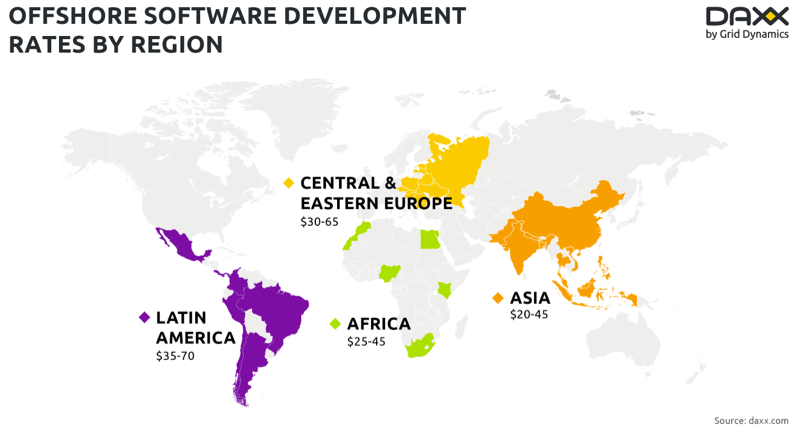 OFFSHORE SOFTWARE DEVELOPMENT
RATES BY REGION
DAXX
by Grid Dynamics
CENTRAL &
EASTERN EUROPE
$30-65
LATIN
AMERICA
$35-70
AFRICA
$25-45
ASIA
$20-45
Source: daxx.com